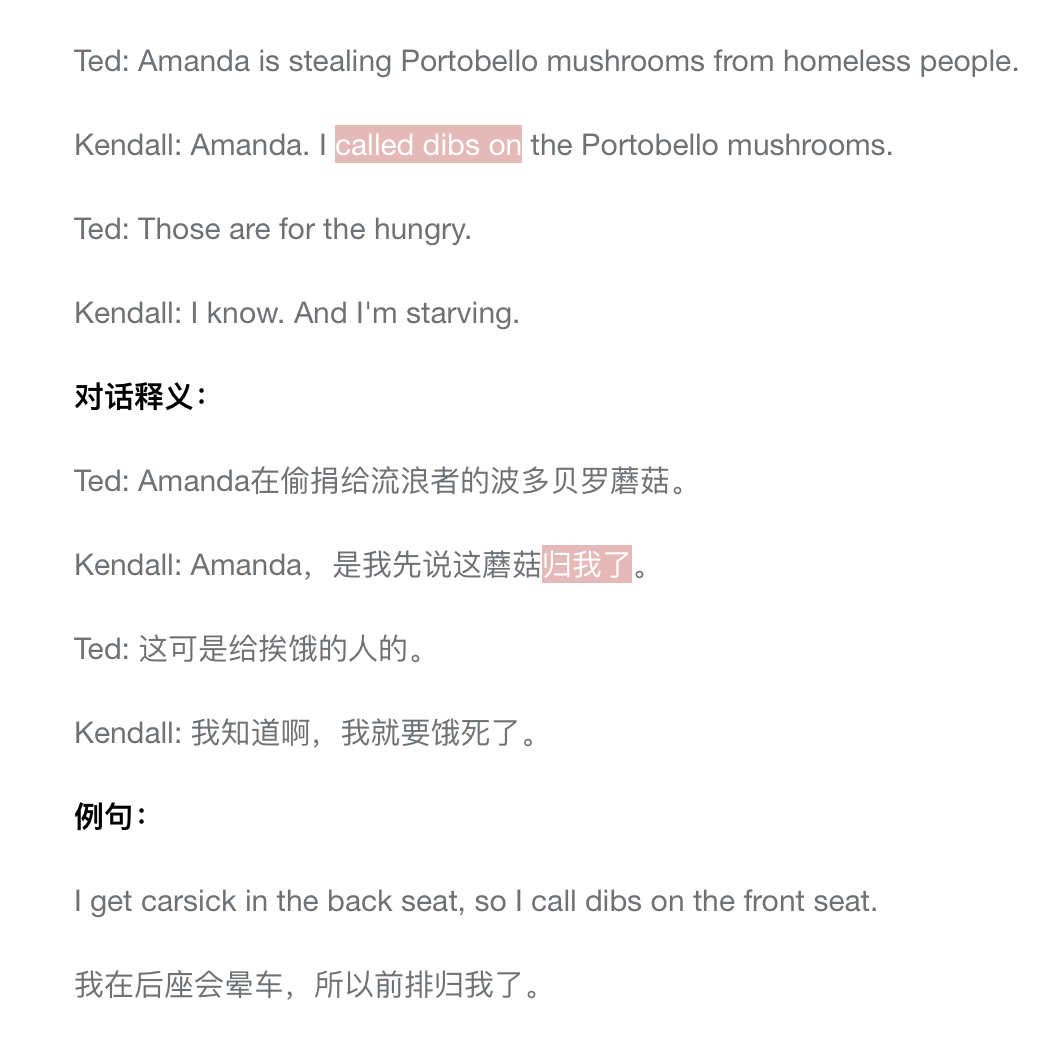 Ted: Amanda is stealing Portobello mushrooms from homeless people.
Kendall: Amanda. I called dibs on the Portobello mushrooms.
Ted: Those are for the hungry.
Kendall: I know. And I'm starving.
对话释义：
Ted: Amanda在偷捐给流浪者的波多贝罗蘑菇。
Kendall: Amanda，是我先说这蘑菇归我了。
Ted: 这可是给挨饿的人的。
Kendall: 我知道啊，我就要饿死了。
例句：
I get carsick in the back seat, so I call dibs on the front seat.
我在后座会晕车，所以前排归我了。